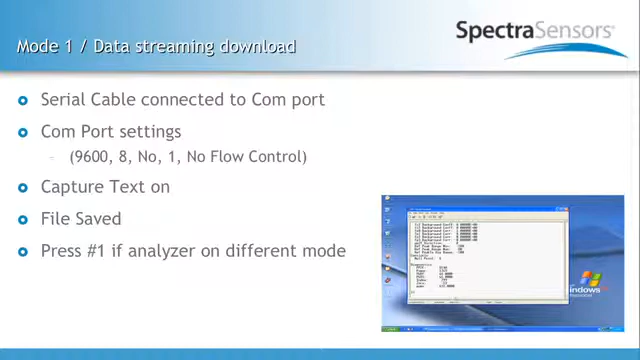 Mode 1 / Data streaming download
SpectraSensors
Serial Cable connected to Com port
Com Port settings
- (9600, 8, No, 1, No Flow Control)
Capture Text on
File Saved
Press #1 if analyzer on different mode